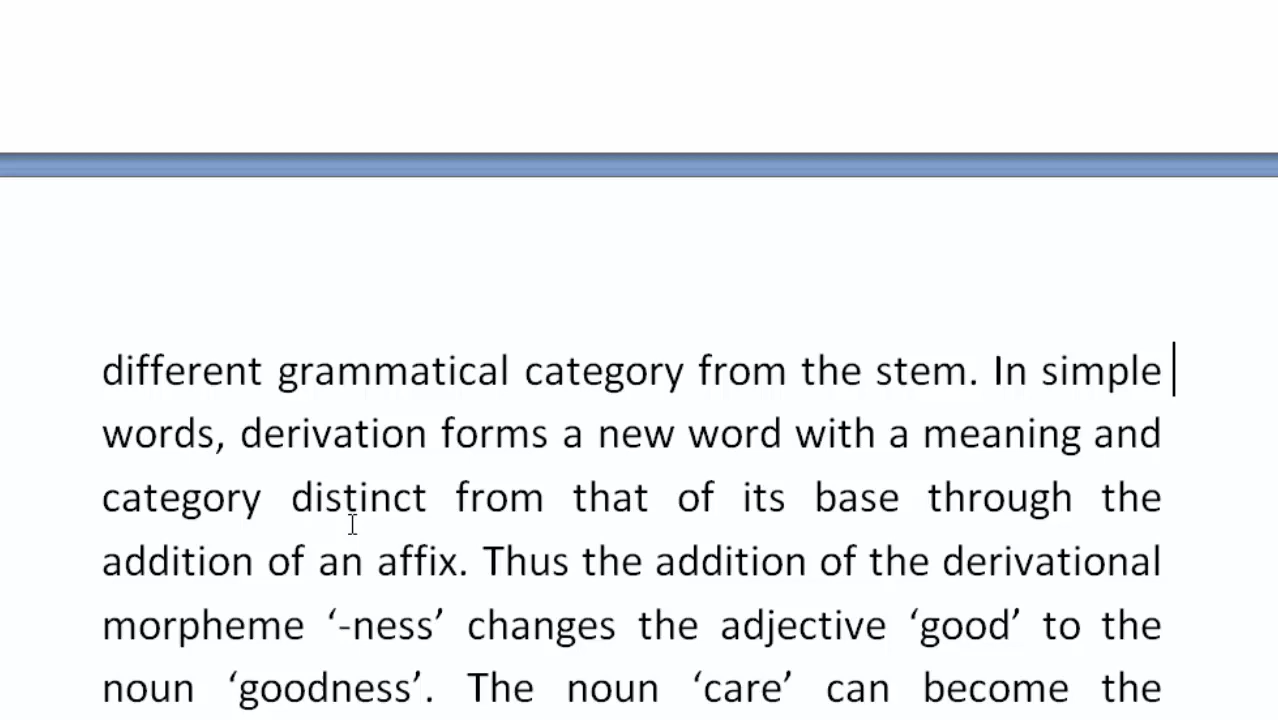 different grammatical category from the stem. In simple
words, derivation forms a new word with a meaning and
category distinct from that of its base through the
addition of an affix. Thus the addition of the derivational
morpheme ‘-ness’ changes the adjective ‘good’ to the
noun ‘goodness’. The noun ‘care’ can become the